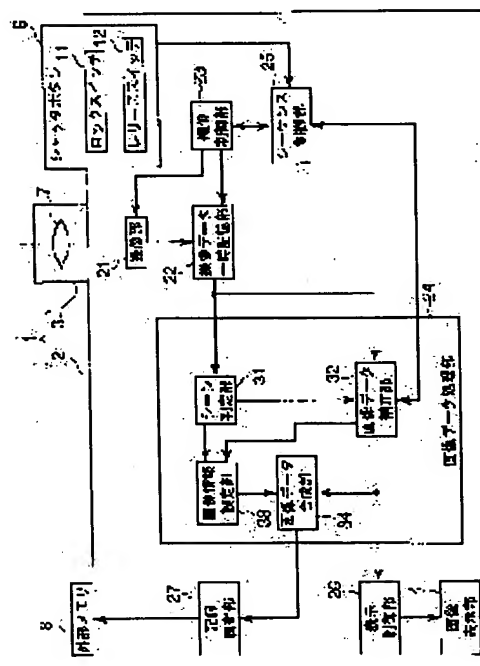 6
シャッタボタン
11
ロックスイッチ
12
レリーズスイッチ
7
3
1
2
23
撮像
制御部
25
シーケンス
制御部
21
撮像部
22
撮像データ
一時記憶部
24
31
シーン
判定部
32
画像データ
補正部
画像データ処理部
画像情報
設定部
33
画像データ
合成部
34
8
外部メモリ
27
記録
制御部
表示
制御部
画像
表示部